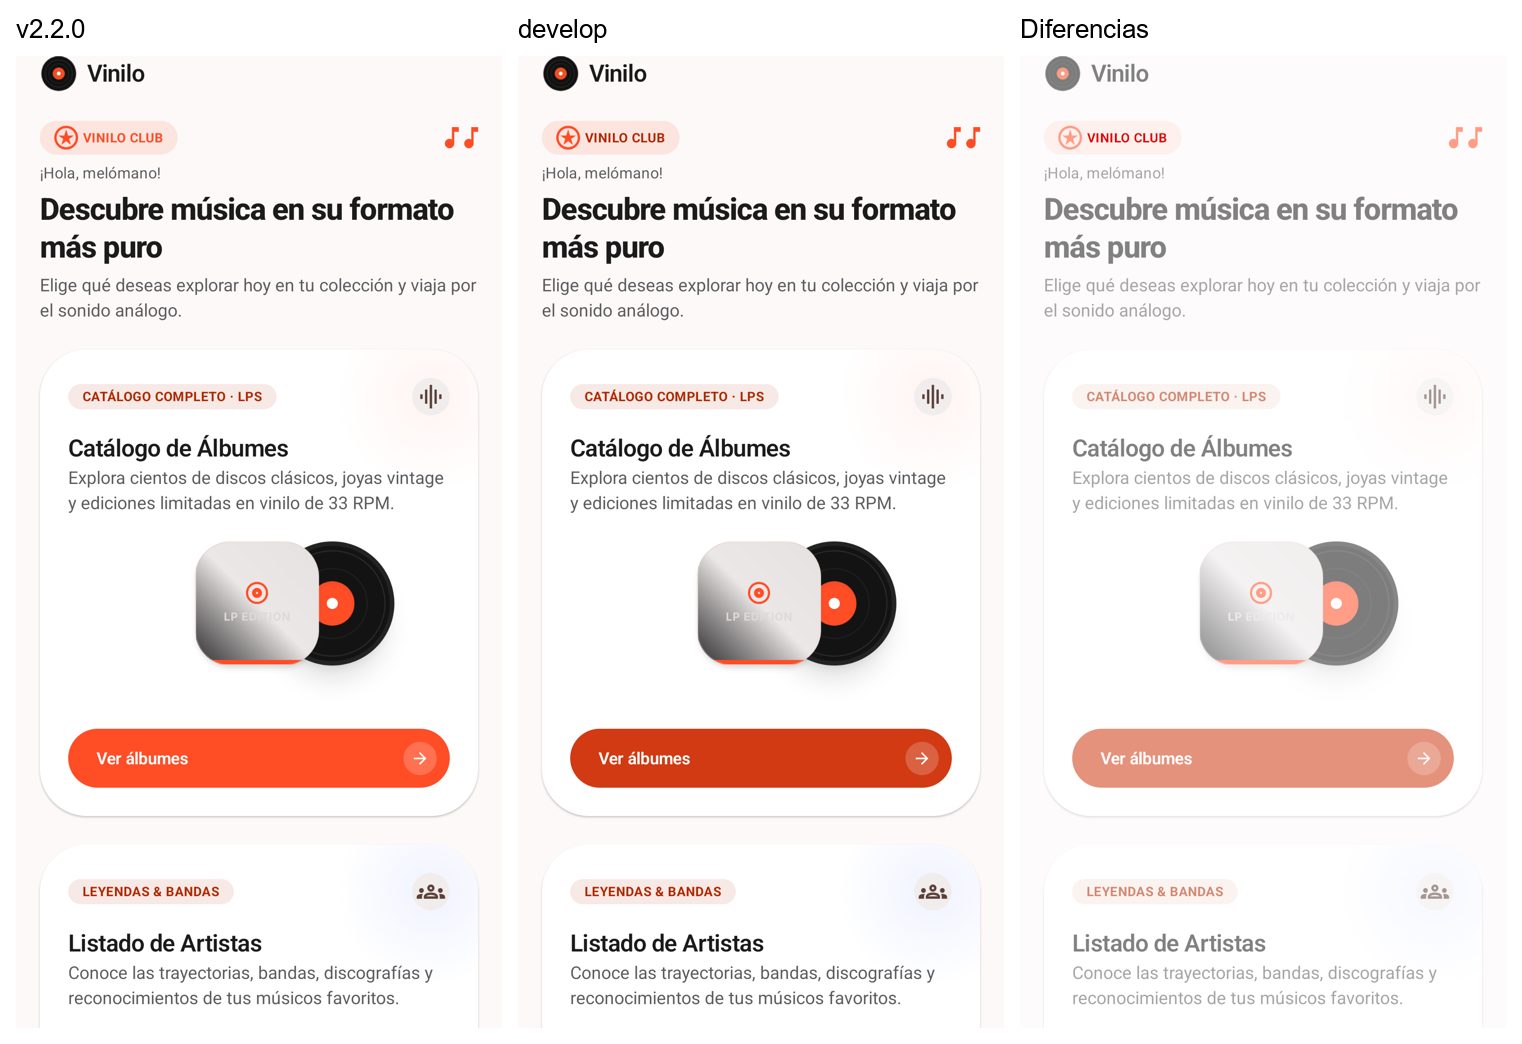 v2.2.0
Vinilo
VINILO CLUB
¡Hola, melómano!
Descubre música en su formato
más puro
Elige qué deseas explorar hoy en tu colección y viaja por
el sonido análogo.
CATÁLOGO COMPLETO · LPS
Catálogo de Álbumes
Explora cientos de discos clásicos, joyas vintage
y ediciones limitadas en vinilo de 33 RPM.
LP EDITION
Ver álbumes
LEYENDAS & BANDAS
Listado de Artistas
Conoce las trayectorias, bandas, discografías y
reconocimientos de tus músicos favoritos.
develop
Vinilo
VINILO CLUB
¡Hola, melómano!
Descubre música en su formato
más puro
Elige qué deseas explorar hoy en tu colección y viaja por
el sonido análogo.
CATÁLOGO COMPLETO · LPS
Catálogo de Álbumes
Explora cientos de discos clásicos, joyas vintage
y ediciones limitadas en vinilo de 33 RPM.
LP EDITION
Ver álbumes
LEYENDAS & BANDAS
Listado de Artistas
Conoce las trayectorias, bandas, discografías y
reconocimientos de tus músicos favoritos.
Diferencias
Vinilo
VINILO CLUB
¡Hola, melómano!
Descubre música en su formato
más puro
Elige qué deseas explorar hoy en tu colección y viaja por
el sonido análogo.
CATÁLOGO COMPLETO · LPS
Catálogo de Álbumes
Explora cientos de discos clásicos, joyas vintage
y ediciones limitadas en vinilo de 33 RPM.
LP EDITION
Ver álbumes
LEYENDAS & BANDAS
Listado de Artistas
Conoce las trayectorias, bandas, discografías y
reconocimientos de tus músicos favoritos.